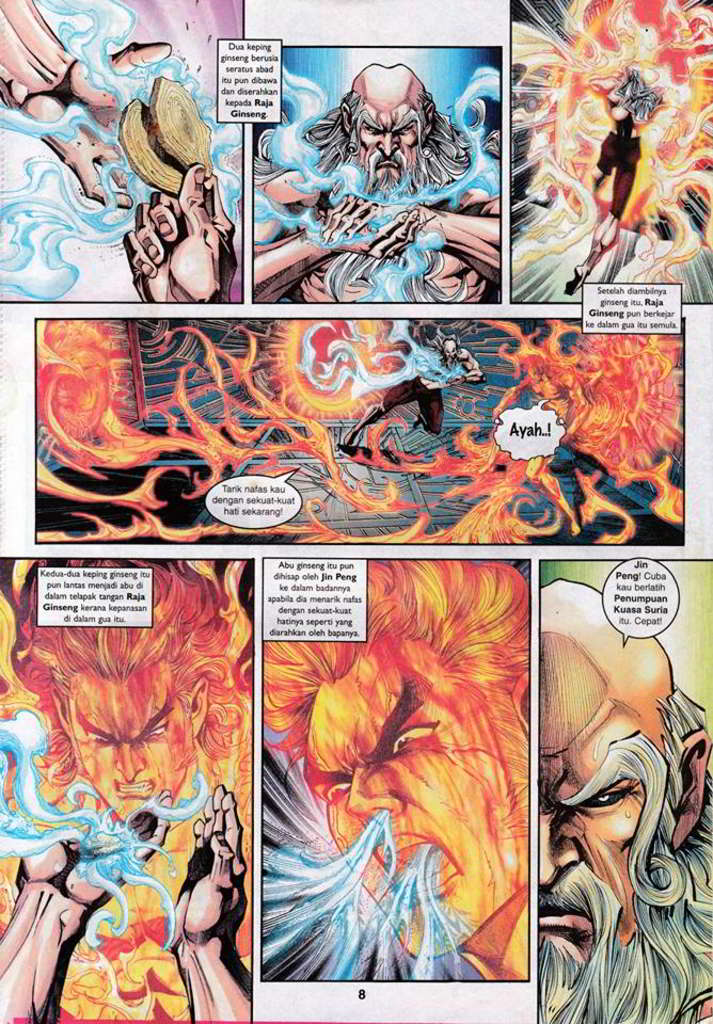 Dua keping
ginseng berusia
seratus abad
itu pun dibawa
dan diserahkan
kepada Raja
Ginseng.
Setelah diambilnya
ginseng itu, Raja
Ginseng pun berkejar
ke dalam gua itu semula.
Ayah..!
Tarik nafas kau
dengan sekuat-kuat
hati sekarang!
Kedua-dua keping ginseng itu
pun lantas menjadi abu di
dalam telapak tangan Raja
Ginseng kerana kepanasan
di dalam gua itu.
Abu ginseng itu pun
dihisap oleh Jin Peng
ke dalam badannya
apabila dia menarik nafas
dengan sekuat-kuat
hatinya seperti yang
diarahkan oleh bapanya.
Jin
Peng! Cuba
kau berlatih
Penumpuan
Kuasa Suria
itu. Cepat!
8